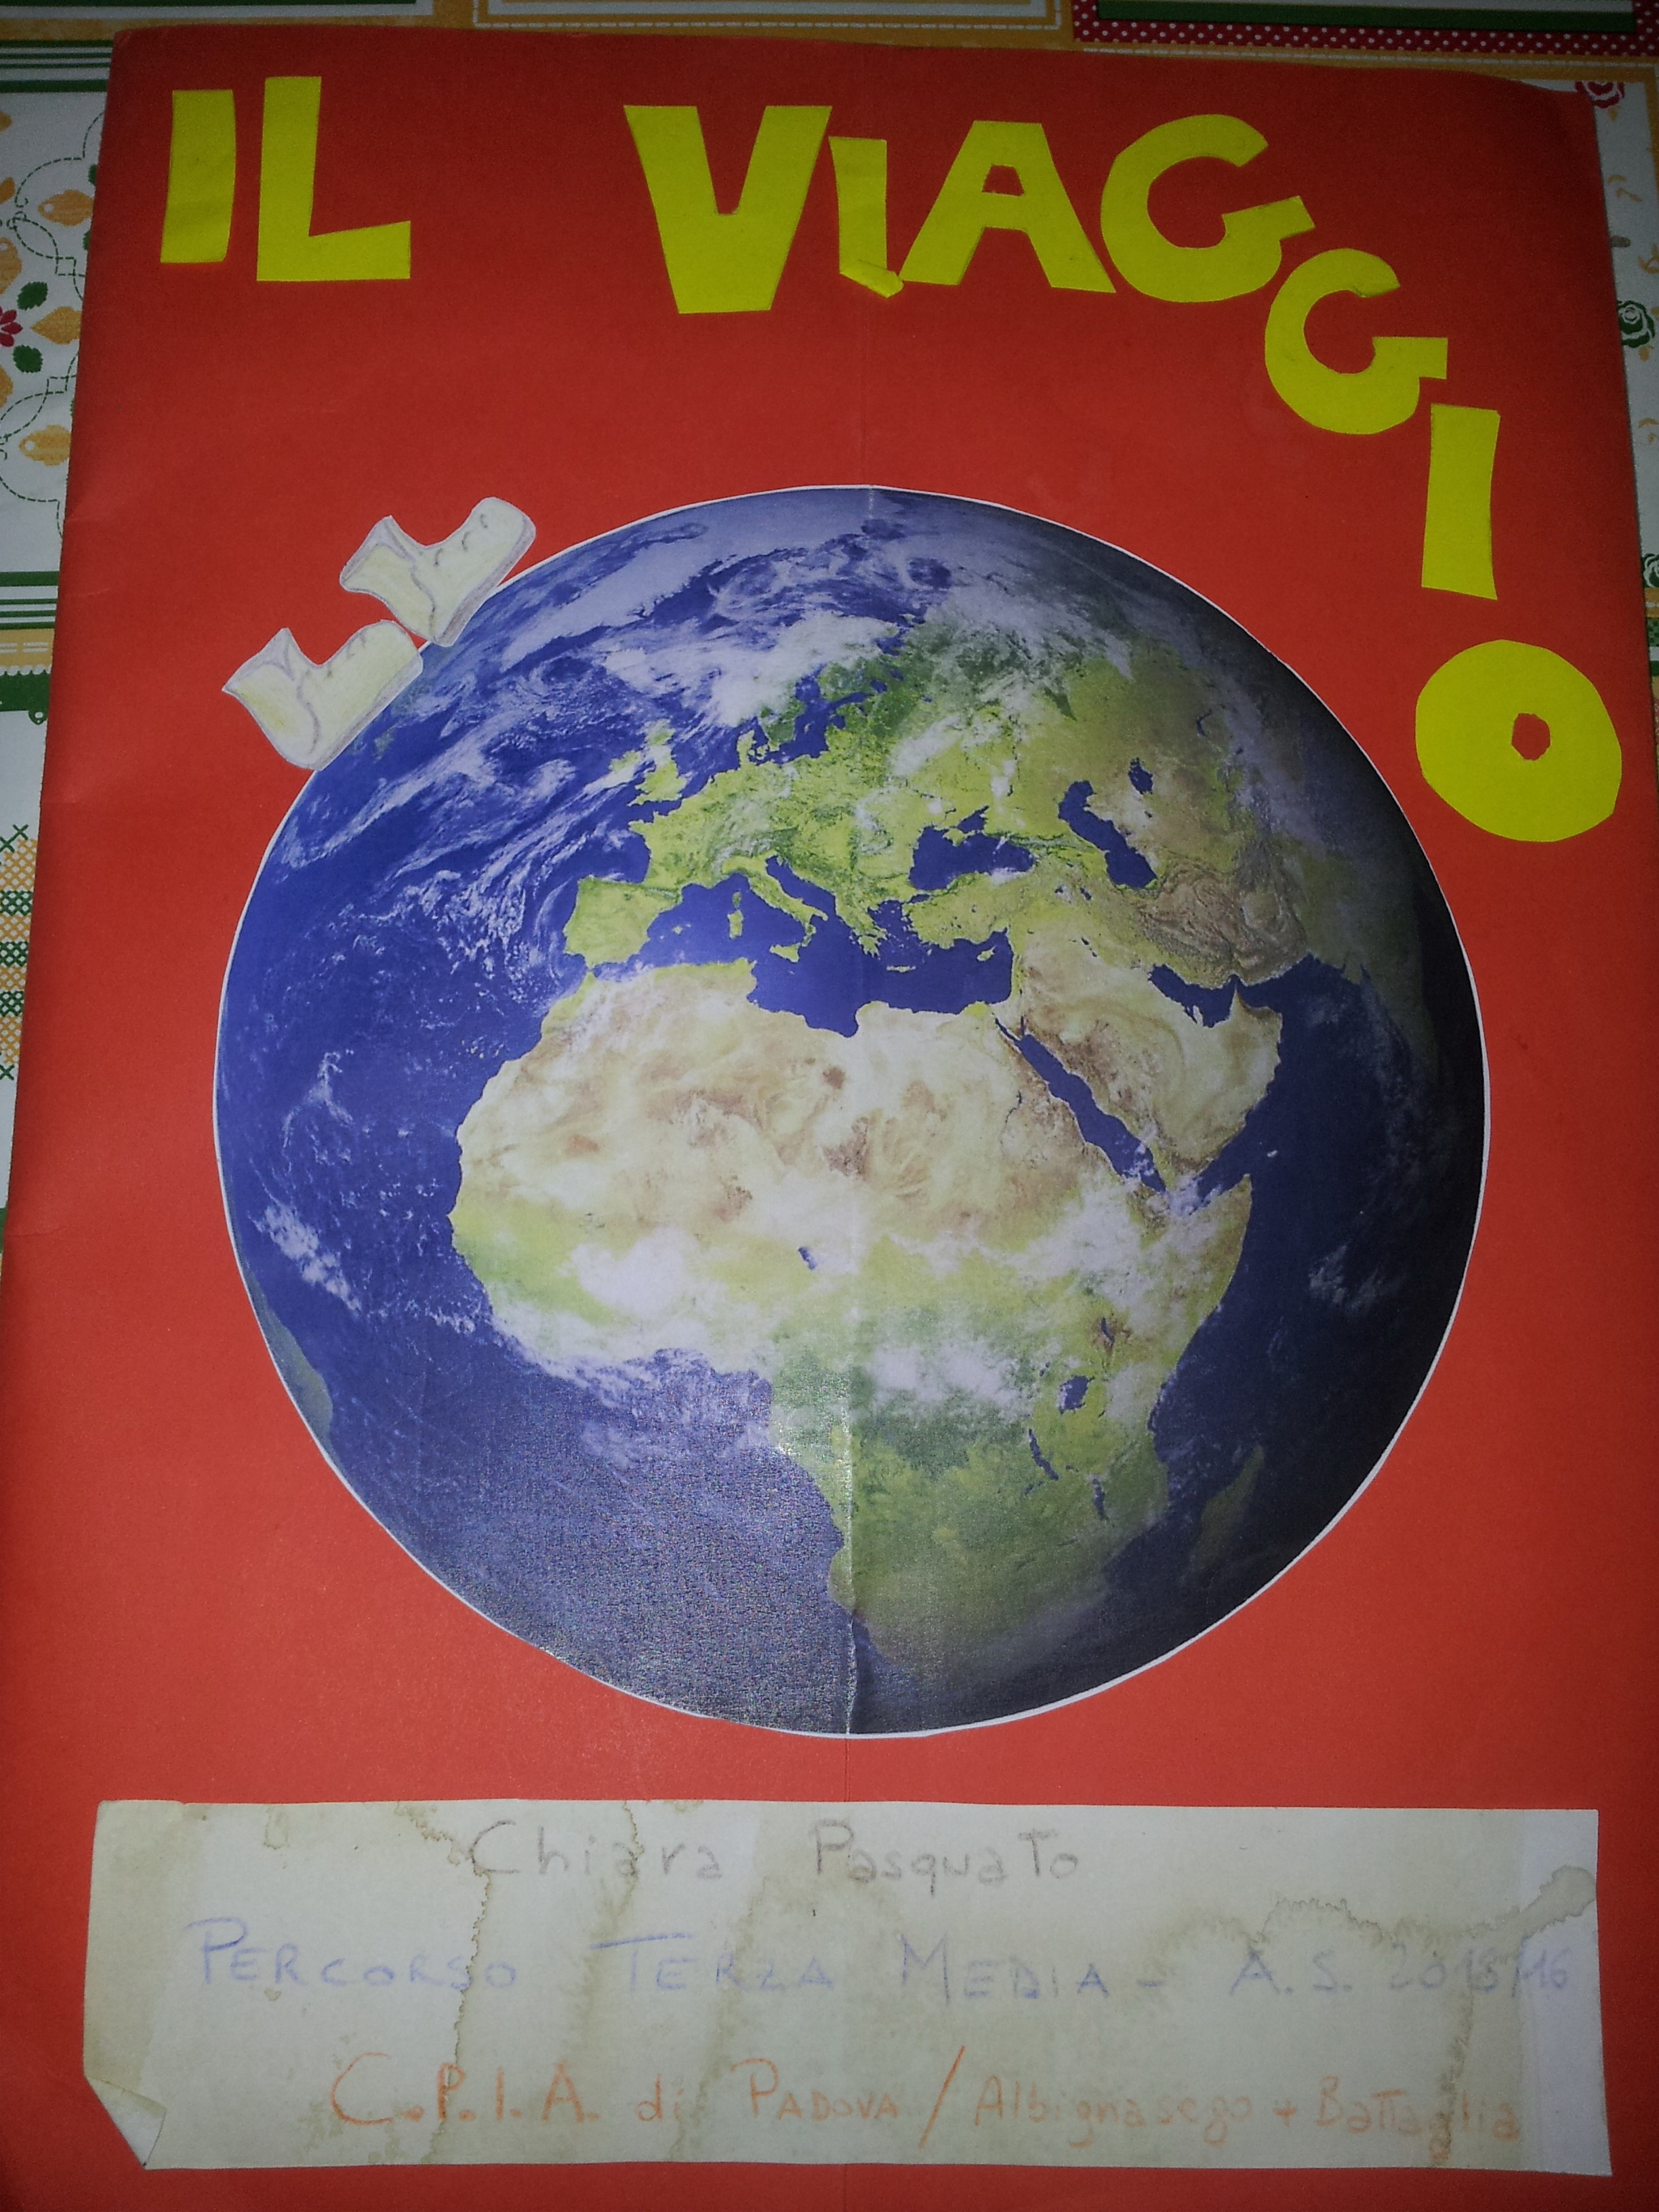 IL VIAGGIO
Chiara Pasquato
PERCORSO TERZA MEDIA - A.S. 2015/16
C.P.I.A. di PADOVA / Albignasego + Battaglia